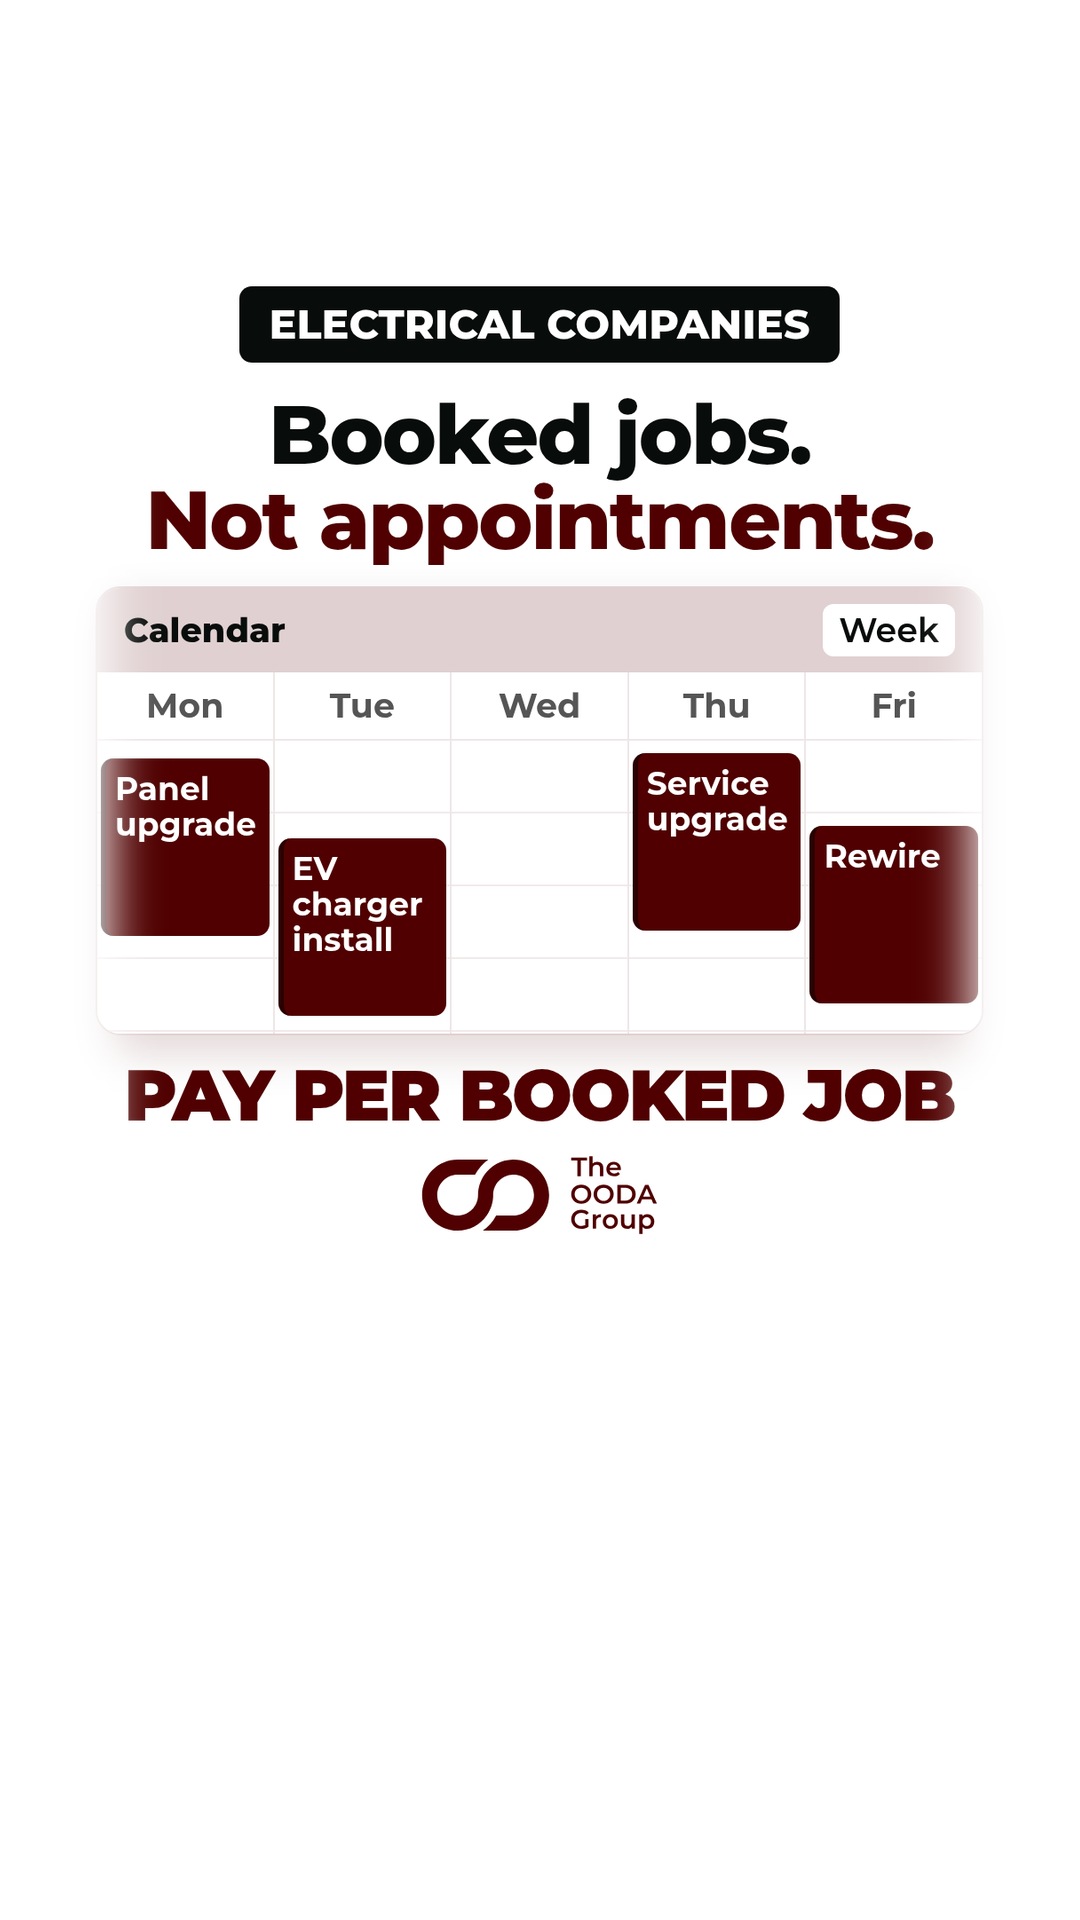 ELECTRICAL COMPANIES
Booked jobs.
Not appointments.
Calendar
Week
Mon
Tue
Wed
Thu
Fri
Panel
upgrade
EV
charger
install
Service
upgrade
Rewire
PAY PER BOOKED JOB
The
OODA
Group